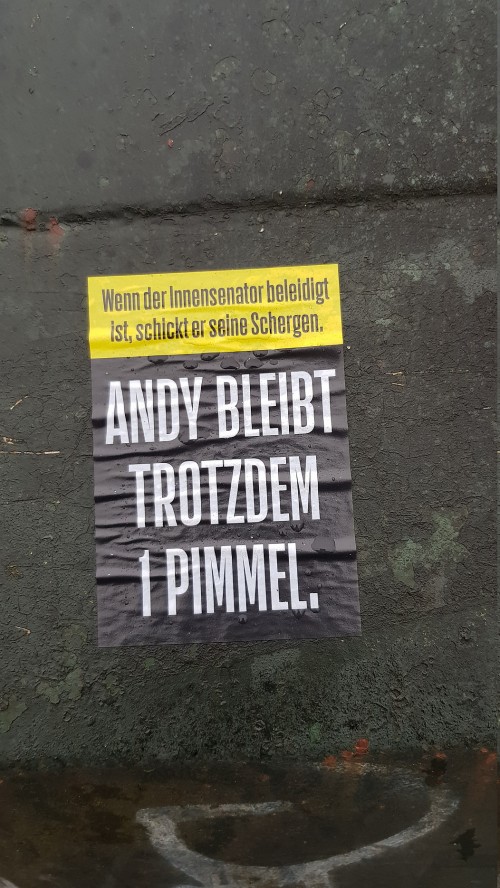 Wenn der Innensenator beleidigt
ist, schickt er seine Schergen.
ANDY BLEIBT
TROTZDEM
1 PIMMEL.